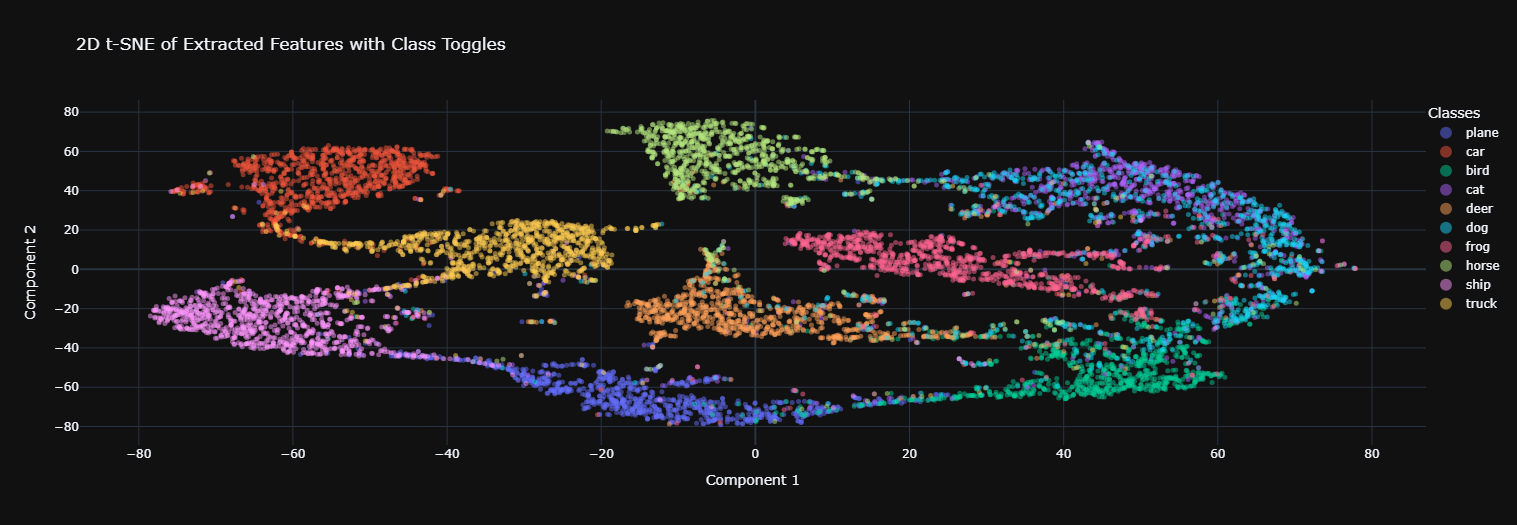 2D t-SNE of Extracted Features with Class Toggles
Classes
plane
car
bird
cat
deer
dog
frog
horse
ship
truck
Component 2
80
60
40
20
0
−20
−40
−60
−80
−80
−60
−40
−20
0
20
40
60
80
Component 1